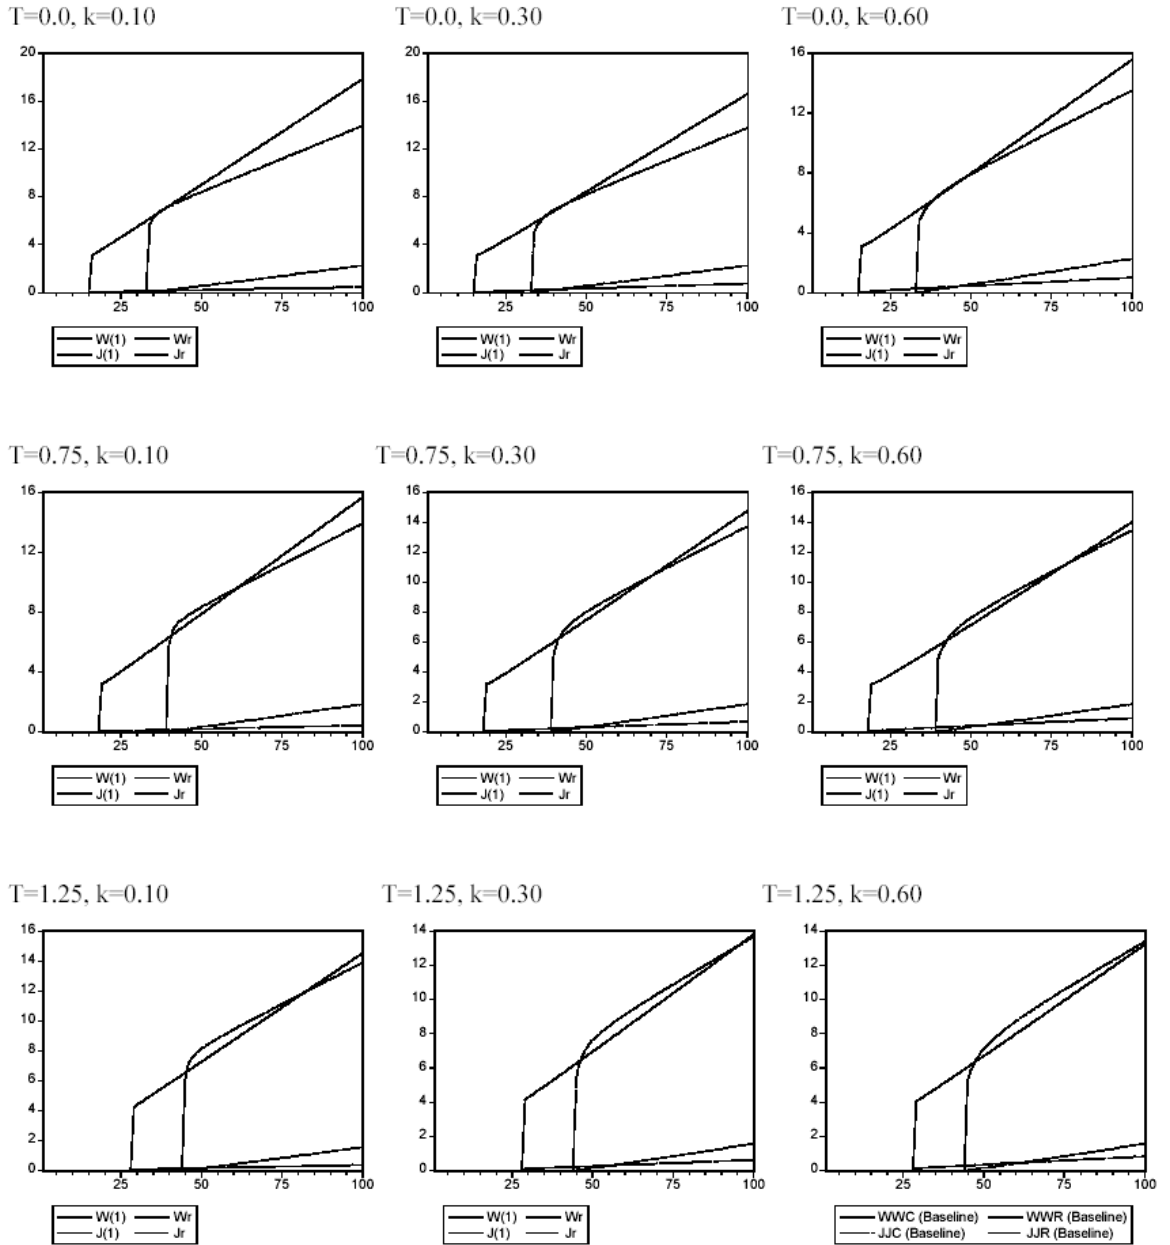 T=0.0, k=0.10
T=0.0, k=0.30
T=0.0, k=0.60
20
16
12
8
4
0
25 50 75 100
W(1) Wr
J(1) Jr
20
16
12
8
4
0
25 50 75 100
W(1) Wr
J(1) Jr
16
12
8
4
0
25 50 75 100
W(1) Wr
J(1) Jr
T=0.75, k=0.10
T=0.75, k=0.30
T=0.75, k=0.60
16
12
8
4
0
25 50 75 100
W(1) Wr
J(1) Jr
16
14
12
10
8
6
4
2
0
25 50 75 100
W(1) Wr
J(1) Jr
16
14
12
10
8
6
4
2
0
25 50 75 100
W(1) Wr
J(1) Jr
T=1.25, k=0.10
T=1.25, k=0.30
T=1.25, k=0.60
16
14
12
10
8
6
4
2
0
25 50 75 100
W(1) Wr
J(1) Jr
14
12
10
8
6
4
2
0
25 50 75 100
W(1) Wr
J(1) Jr
14
12
10
8
6
4
2
0
25 50 75 100
WWC (Baseline) WWR (Baseline)
JJC (Baseline) JJR (Baseline)